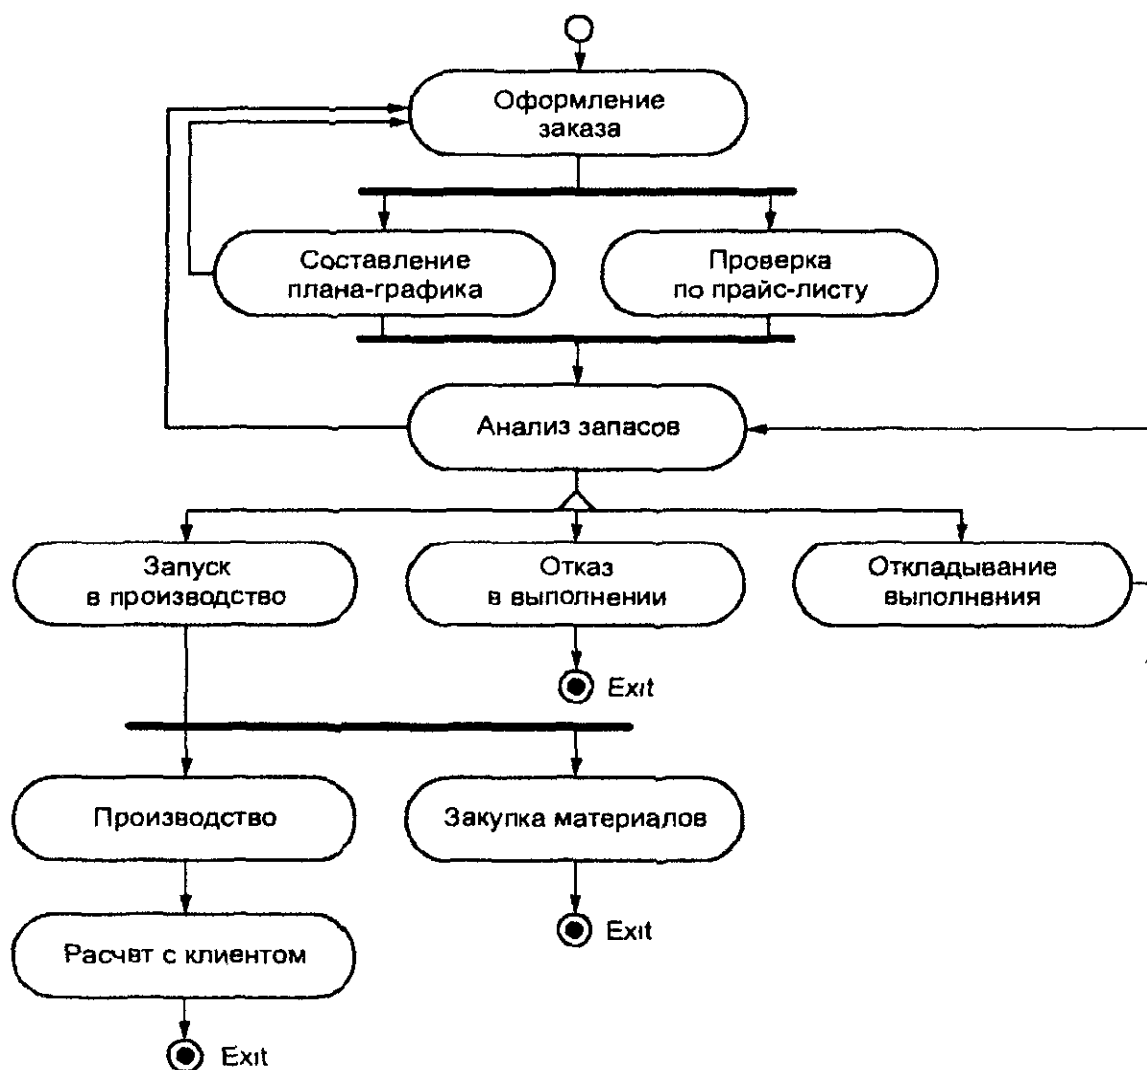 Оформление
заказа
Составление
плана-графика
Проверка
по прайс-листу
Анализ запасов
Запуск
в производство
Отказ
в выполнении
Откладывание
выполнвния
Exit
Производство
Закупка материалов
Exit
Расчвт с клиентом
Exit